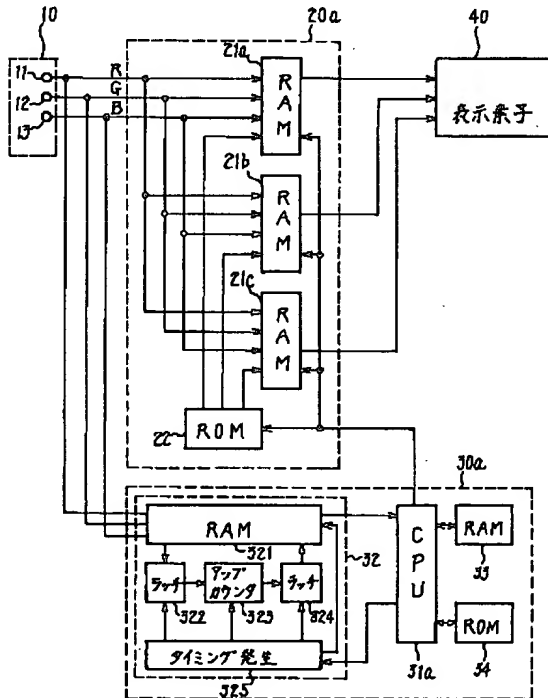 10
20a
40
11
12
13
R
G
B
21a
RAM
表示素子
21b
RAM
21c
RAM
22
ROM
30a
RAM
321
32
CPU
RAM
33
ラッチ
322
アップカウンタ
323
ラッチ
324
ROM
34
タイミング発生
325
31a